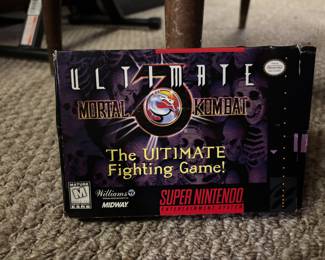 ULTIMATE
MORTAL KOMBAT
The ULTIMATE
Fighting Game!
MATURE
M
Williams
MIDWAY
SUPER NINTENDO
ENTERTAINMENT SYSTEM